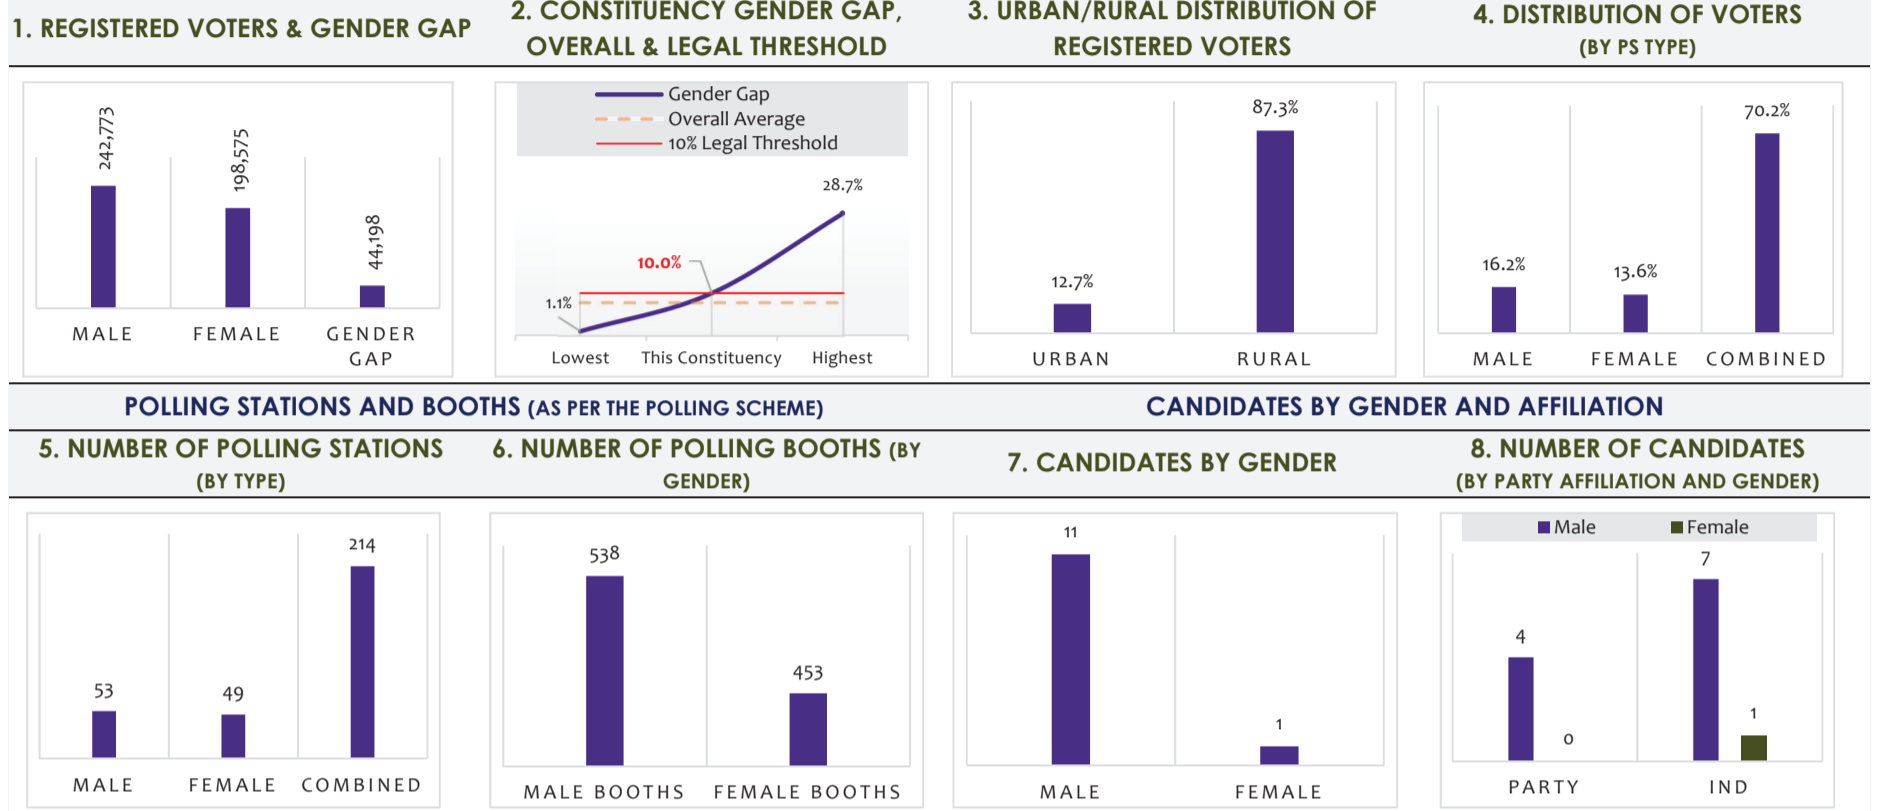 1. REGISTERED VOTERS & GENDER GAP
242,773
198,575
44,198
MALE
FEMALE
GENDER
GAP
2. CONSTITUENCY GENDER GAP,
OVERALL & LEGAL THRESHOLD
Gender Gap
Overall Average
10% Legal Threshold
28.7%
10.0%
1.1%
Lowest
This Constituency
Highest
3. URBAN/RURAL DISTRIBUTION OF
REGISTERED VOTERS
87.3%
12.7%
URBAN
RURAL
4. DISTRIBUTION OF VOTERS
(BY PS TYPE)
70.2%
16.2%
13.6%
MALE
FEMALE
COMBINED
POLLING STATIONS AND BOOTHS (AS PER THE POLLING SCHEME)
CANDIDATES BY GENDER AND AFFILIATION
5. NUMBER OF POLLING STATIONS
(BY TYPE)
214
53
49
MALE
FEMALE
COMBINED
6. NUMBER OF POLLING BOOTHS (BY
GENDER)
538
453
MALE BOOTHS
FEMALE BOOTHS
7. CANDIDATES BY GENDER
11
1
MALE
FEMALE
8. NUMBER OF CANDIDATES
(BY PARTY AFFILIATION AND GENDER)
Male
Female
7
4
1
0
PARTY
IND